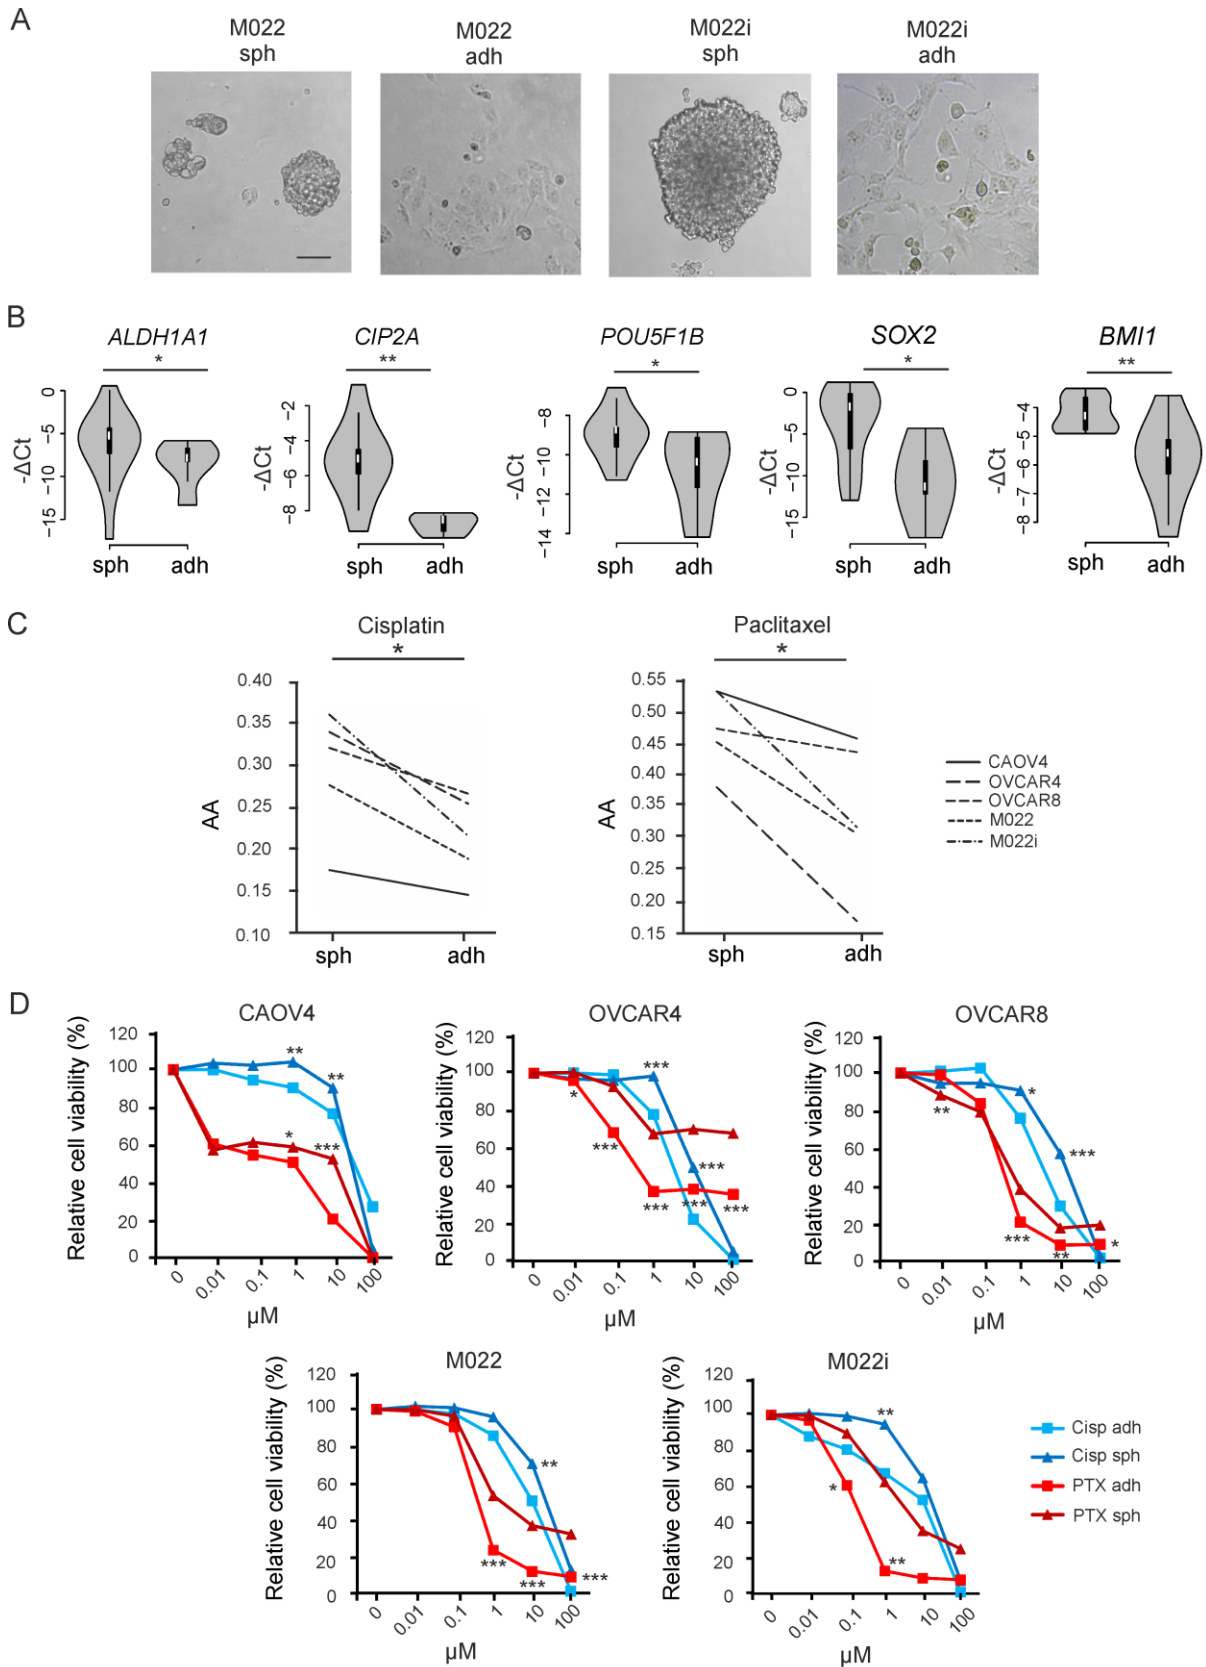 A
M022
sph
M022
adh
M022i
sph
M022i
adh
B
ALDH1A1
*
CIP2A
**
POU5F1B
*
SOX2
*
BMI1
**
-ΔCt
0
−5
−10
−15
sph
adh
-ΔCt
−2
−4
−6
−8
sph
adh
-ΔCt
−8
−10
−12
−14
sph
adh
-ΔCt
0
−5
−10
−15
sph
adh
-ΔCt
−4
−5
−6
−7
−8
sph
adh
C
Cisplatin
*
AA
0.40
0.35
0.30
0.25
0.20
0.15
0.10
sph
adh
Paclitaxel
*
AA
0.55
0.50
0.45
0.40
0.35
0.30
0.25
0.20
0.15
sph
adh
CAOV4
OVCAR4
OVCAR8
M022
M022i
D
CAOV4
Relative cell viability (%)
120
100
80
60
40
20
0
**
**
*
***
0
0.01
0.1
1
10
100
µM
OVCAR4
Relative cell viability (%)
120
100
80
60
40
20
0
***
*
***
***
***
***
***
0
0.01
0.1
1
10
100
µM
OVCAR8
Relative cell viability (%)
120
100
80
60
40
20
0
*
**
***
***
**
*
0
0.01
0.1
1
10
100
µM
M022
Relative cell viability (%)
120
100
80
60
40
20
0
**
***
***
***
0
0.01
0.1
1
10
100
µM
M022i
Relative cell viability (%)
120
100
80
60
40
20
0
**
*
**
0
0.01
0.1
1
10
100
µM
Cisp adh
Cisp sph
PTX adh
PTX sph